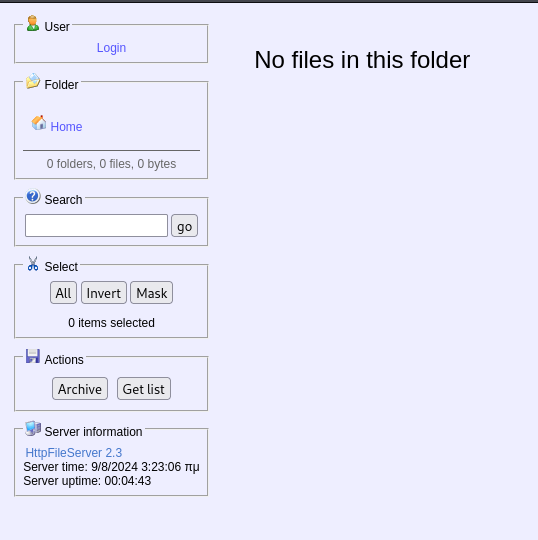 User
Login
No files in this folder
Folder
Home
0 folders, 0 files, 0 bytes
Search
go
Select
All Invert Mask
0 items selected
Actions
Archive Get list
Server information
HttpFileServer 2.3
Server time: 9/8/2024 3:23:06 πμ
Server uptime: 00:04:43